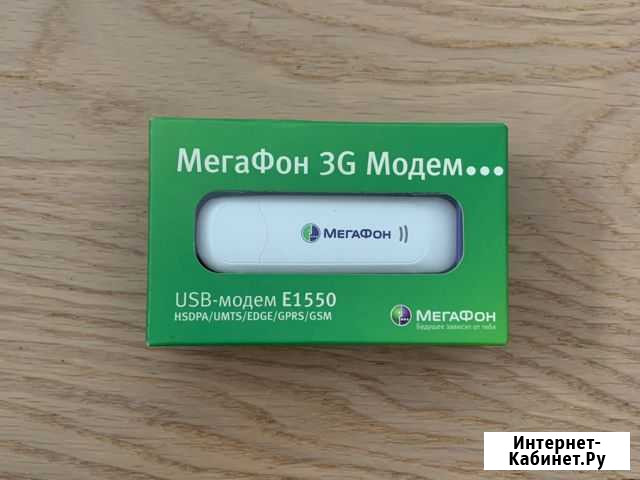 МегаФон 3G Модем...
МЕГАФОН
USB-модем E1550
HSDPA/UMTS/EDGE/GPRS/GSM
МЕГАФОН
Будущее зависит от тебя
Интернет-
Кабинет.Ру